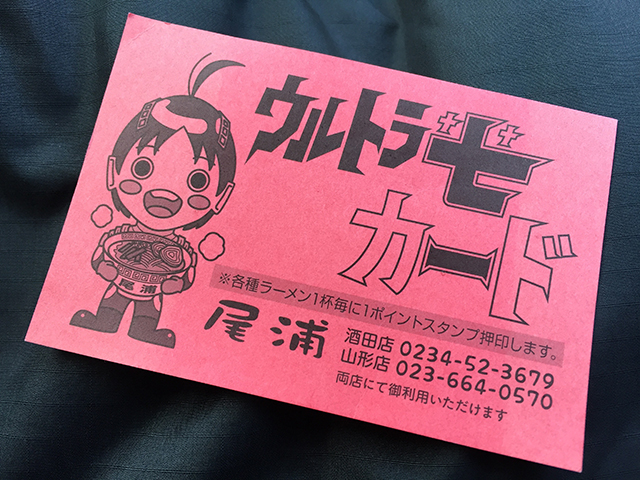 ウルトラセ
カード
※各種ラーメン1杯毎に1ポイントスタンプ押印します。
尾浦
酒田店 0234-52-3679
山形店 023-664-0570
両店にて御利用いただけます
尾浦